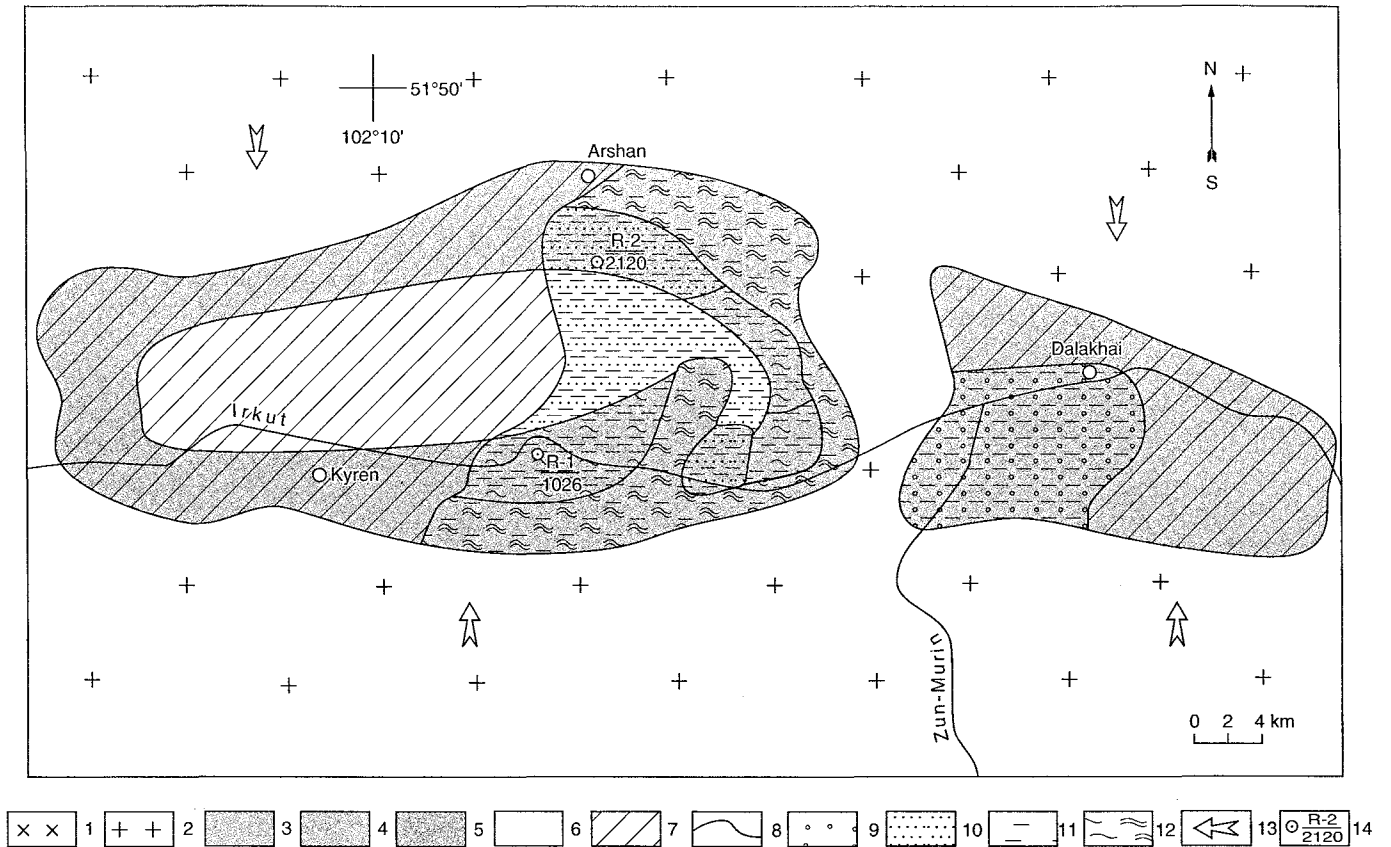 51°50'
102°10'
N
S
Arshan
R-2
2120
Dalakhai
Irkut
Kyren
R-1
1026
Zun-Murin
0 2 4 km
1 2 3 4 5 6 7 8 9 10 11 12 13 R-2 14
2120